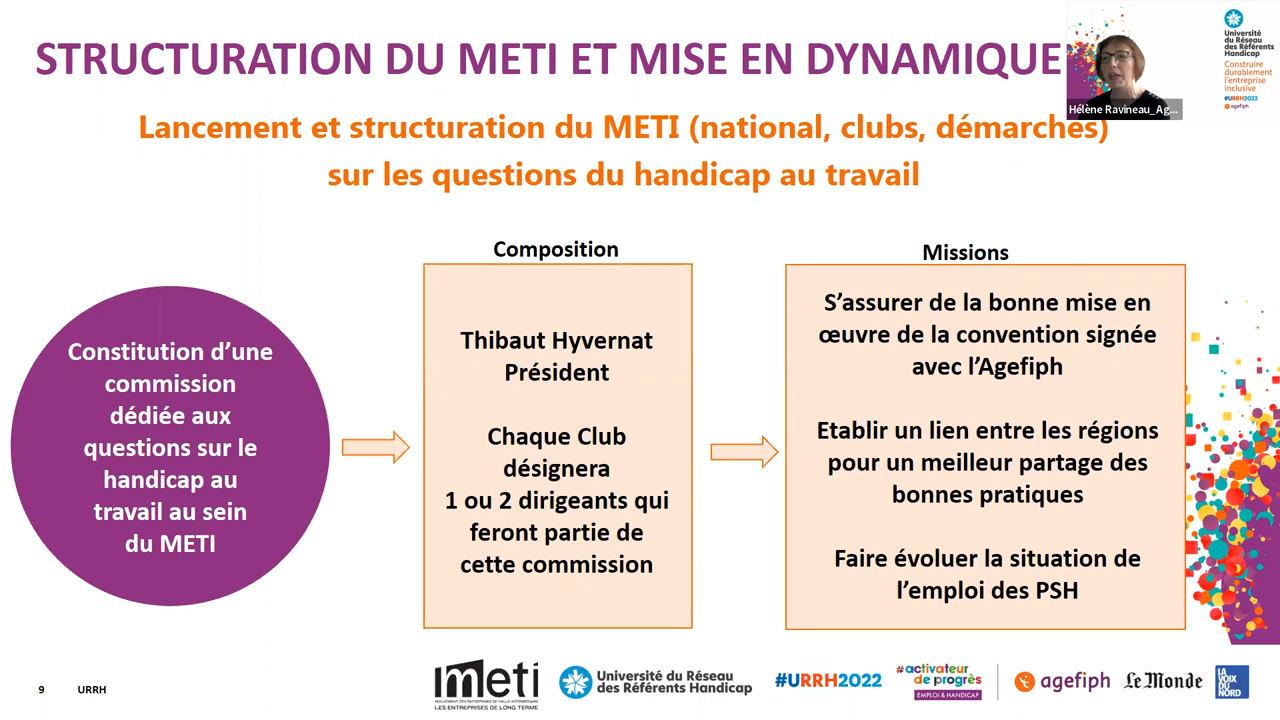 STRUCTURATION DU METI ET MISE EN DYNAMIQUE
Lancement et structuration du METI (national, clubs, démarches)
sur les questions du handicap au travail
Hélène Ravineau_Ag...
Université
du Réseau
des Référents
Handicap
Construire
durablement
l'entreprise
inclusive
#URRH2022
agefiph
Constitution d'une
commission
dédiée aux
questions sur le
handicap au
travail au sein
du METI
Composition
Thibaut Hyvernat
Président
Chaque Club
désignera
1 ou 2 dirigeants qui
feront partie de
cette commission
Missions
S'assurer de la bonne mise en
œuvre de la convention signée
avec l'Agefiph
Etablir un lien entre les régions
pour un meilleur partage des
bonnes pratiques
Faire évoluer la situation de
l'emploi des PSH
9
URRH
meti
MOUVEMENT DES ENTREPRISES DE TAILLE INTERMÉDIAIRE
LES ENTREPRISES DE LONG TERME
Université du Réseau
des Référents Handicap
#URRH2022
#activateur
de progrès
EMPLOI & HANDICAP
agefiph
Le Monde
LA
VOIX
DU
NORD